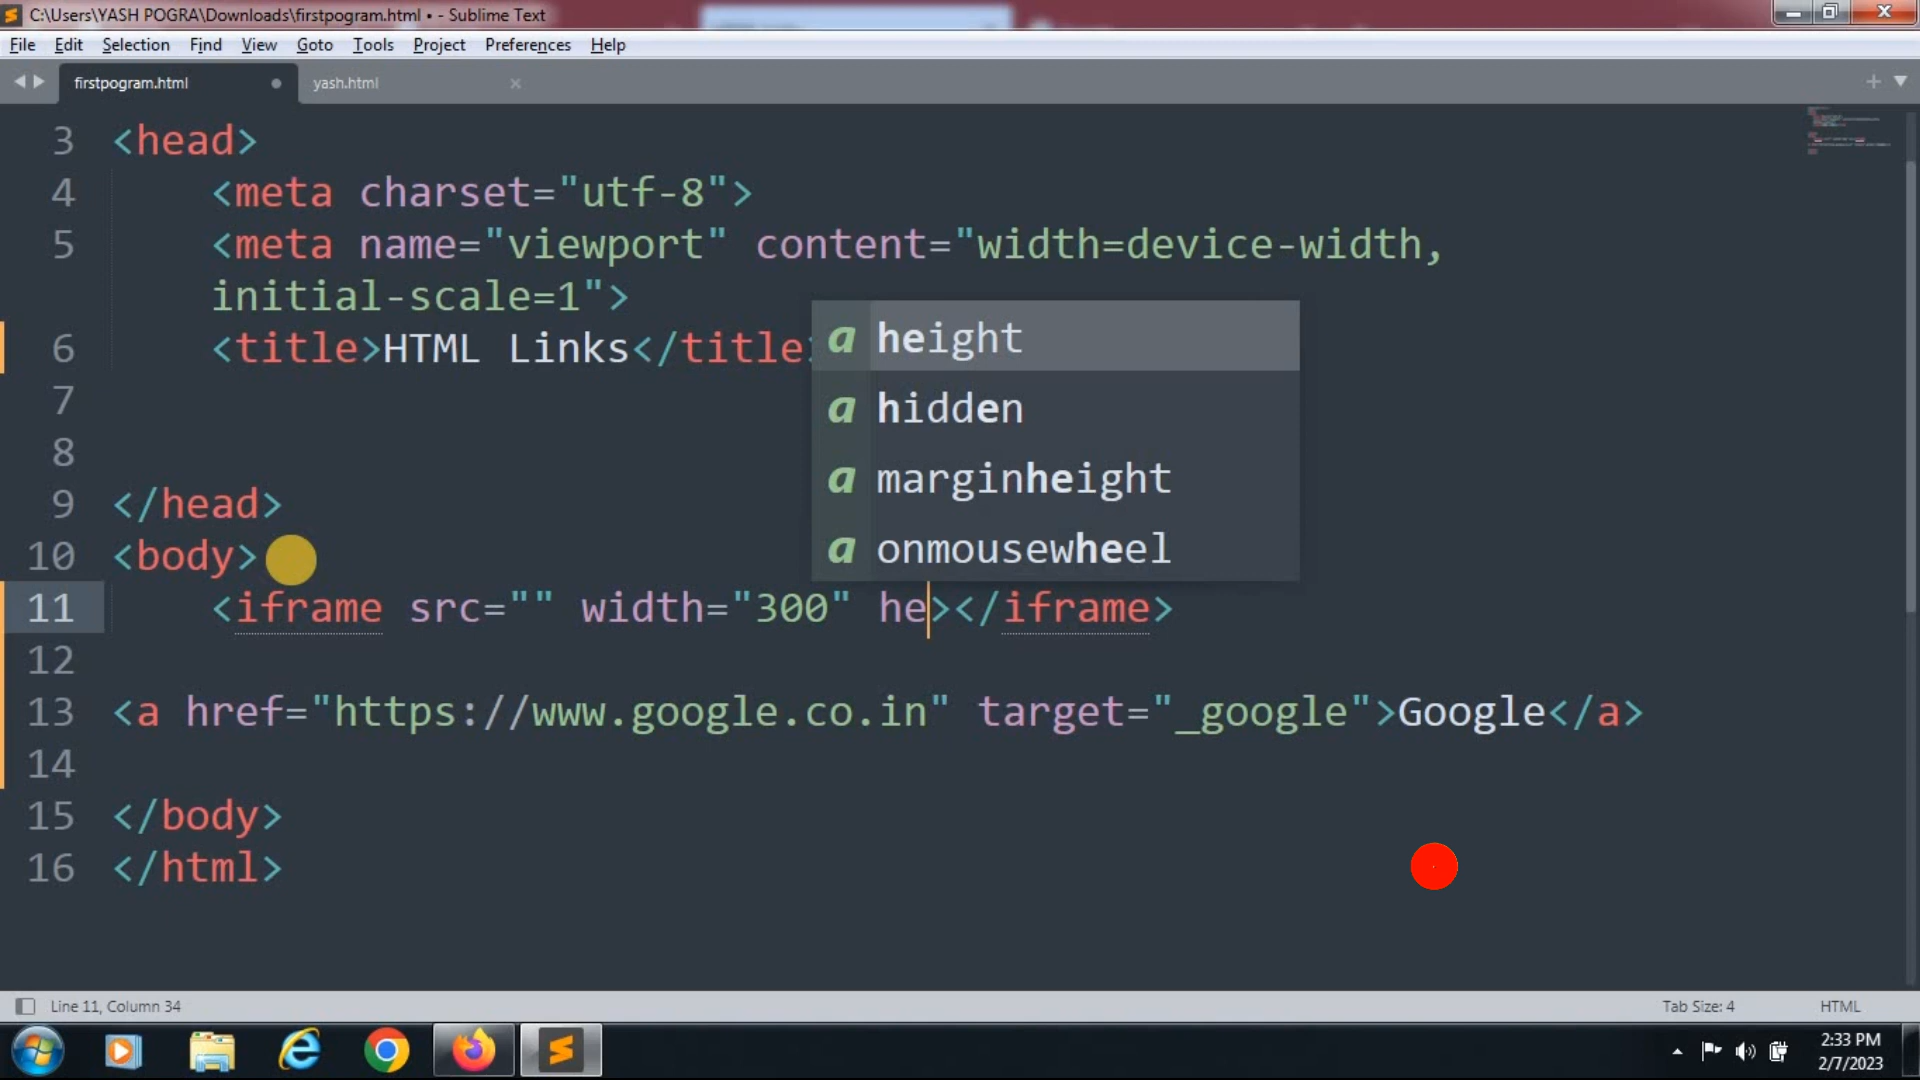 C:\Users\YASH POGRA\Downloads\firstpogram.html • - Sublime Text
File Edit Selection Find View Goto Tools Project Preferences Help
firstpogram.html
yash.html
3 <head>
4 <meta charset="utf-8">
5 <meta name="viewport" content="width=device-width,
initial-scale=1">
6 <title>HTML Links</title>
a height
7
a hidden
8
a marginheight
9 </head>
a onmousewheel
10 <body>
11 <iframe src="" width="300" he></iframe>
12
13 <a href="https://www.google.co.in" target="_google">Google</a>
14
15 </body>
16 </html>
Line 11, Column 34
Tab Size: 4
HTML
2:33 PM
2/7/2023